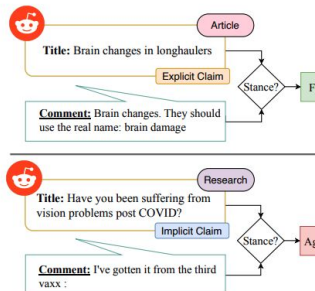 Article
Title: Brain changes in longhaulers
Explicit Claim
Stance?
F
Comment: Brain changes. They should
use the real name: brain damage
Research
Title: Have you been suffering from
vision problems post COVID?
Implicit Claim
Stance?
Ag
Comment: I've gotten it from the third
vaxx :